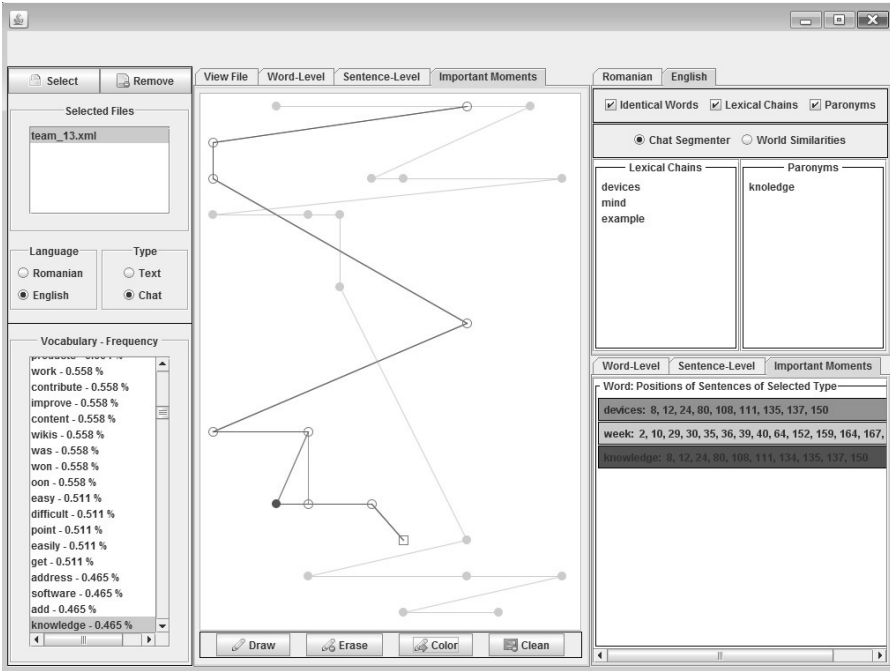 Select
Remove
Selected Files
team_13.xml
Language
Type
Romanian
Text
English
Chat
Vocabulary - Frequency
work - 0.558 %
contribute - 0.558 %
improve - 0.558 %
content - 0.558 %
wikis - 0.558 %
was - 0.558 %
won - 0.558 %
oon - 0.558 %
easy - 0.511 %
difficult - 0.511 %
point - 0.511 %
easily - 0.511 %
get - 0.511 %
address - 0.465 %
software - 0.465 %
add - 0.465 %
knowledge - 0.465 %
View File Word-Level Sentence-Level Important Moments
Draw Erase Color Clean
Romanian English
Identical Words Lexical Chains Paronyms
Chat Segmenter World Similarities
Lexical Chains
devices
mind
example
Paronyms
knoledge
Word-Level Sentence-Level Important Moments
Word: Positions of Sentences of Selected Type
devices: 8, 12, 24, 80, 108, 111, 135, 137, 150
week: 2, 10, 29, 30, 35, 36, 39, 40, 64, 152, 159, 164, 167,
knowledge: 8, 12, 24, 80, 108, 111, 134, 135, 137, 150